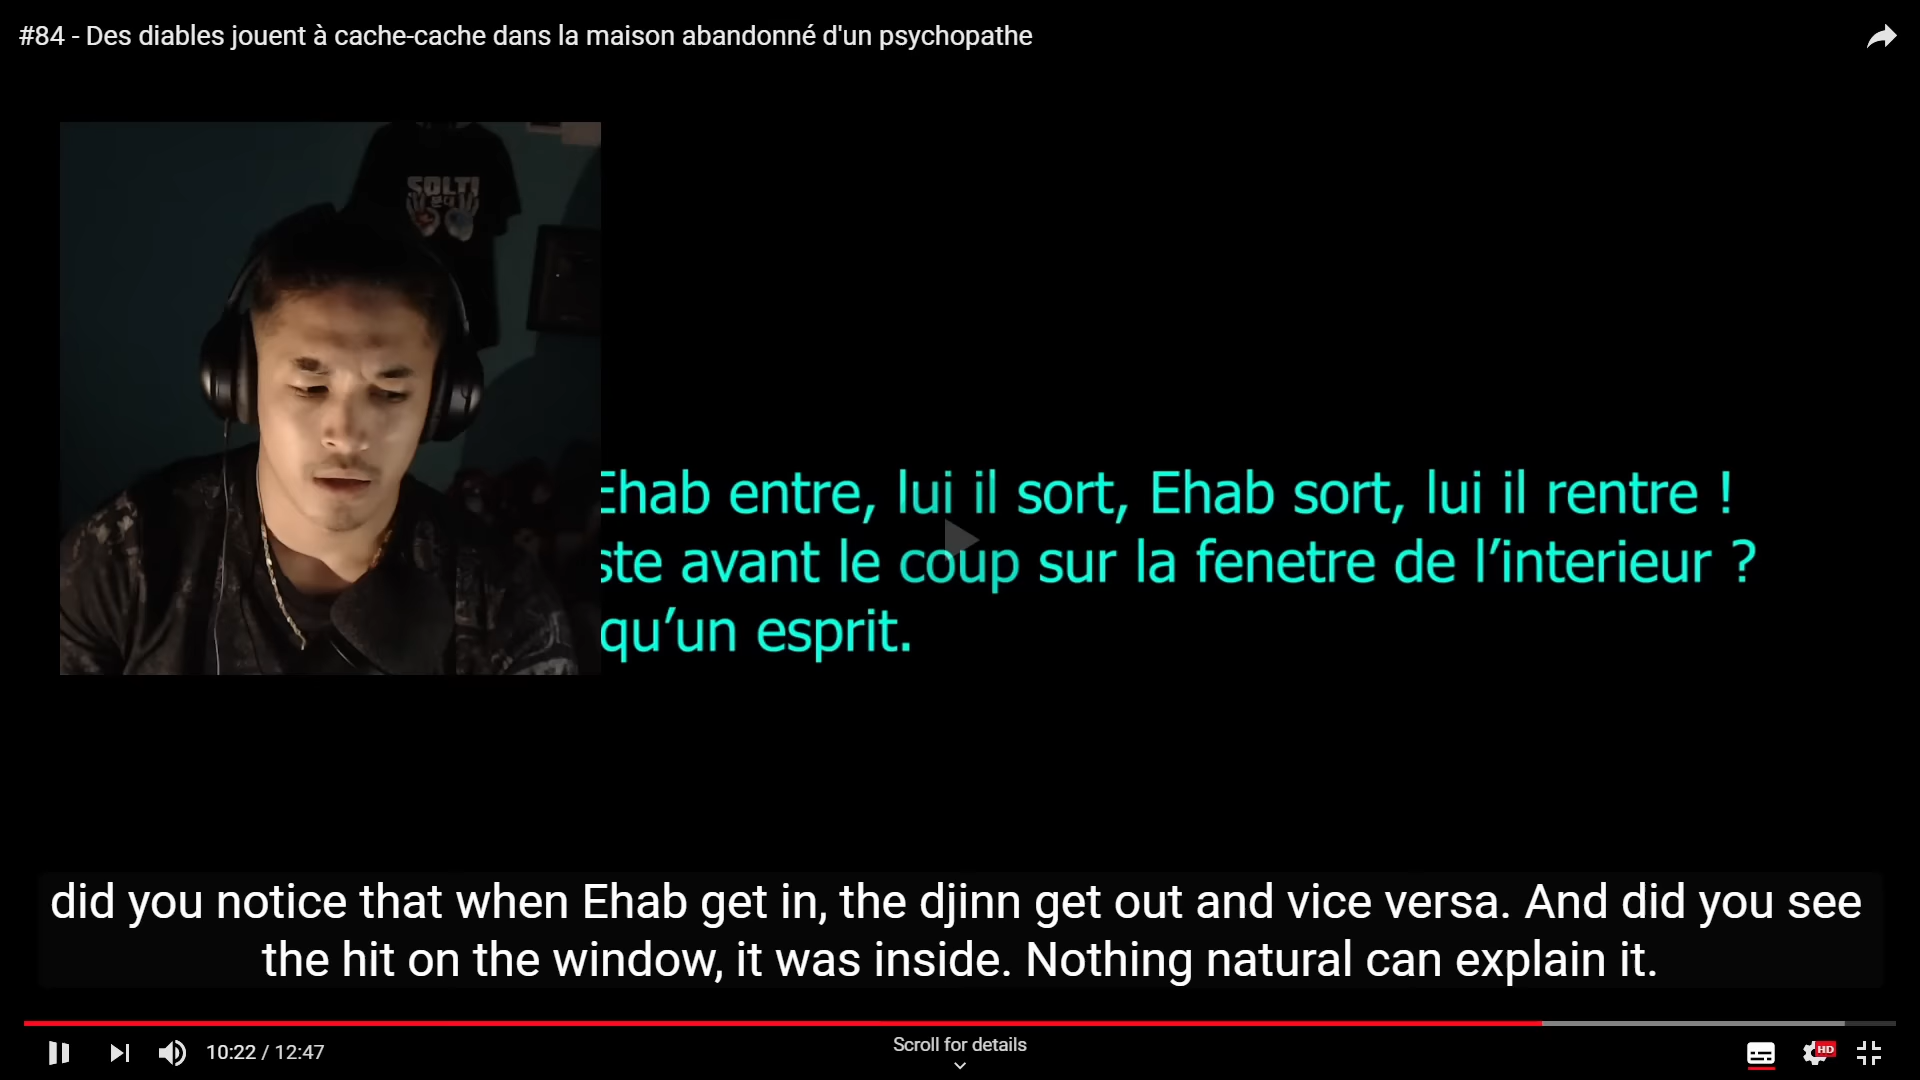 #84 - Des diables jouent à cache-cache dans la maison abandonné d'un psychopathe
SOLTI
Ehab entre, lui il sort, Ehab sort, lui il rentre !
ste avant le coup sur la fenetre de l’interieur ?
qu’un esprit.
did you notice that when Ehab get in, the djinn get out and vice versa. And did you see
the hit on the window, it was inside. Nothing natural can explain it.
10:22 / 12:47
Scroll for details
HD